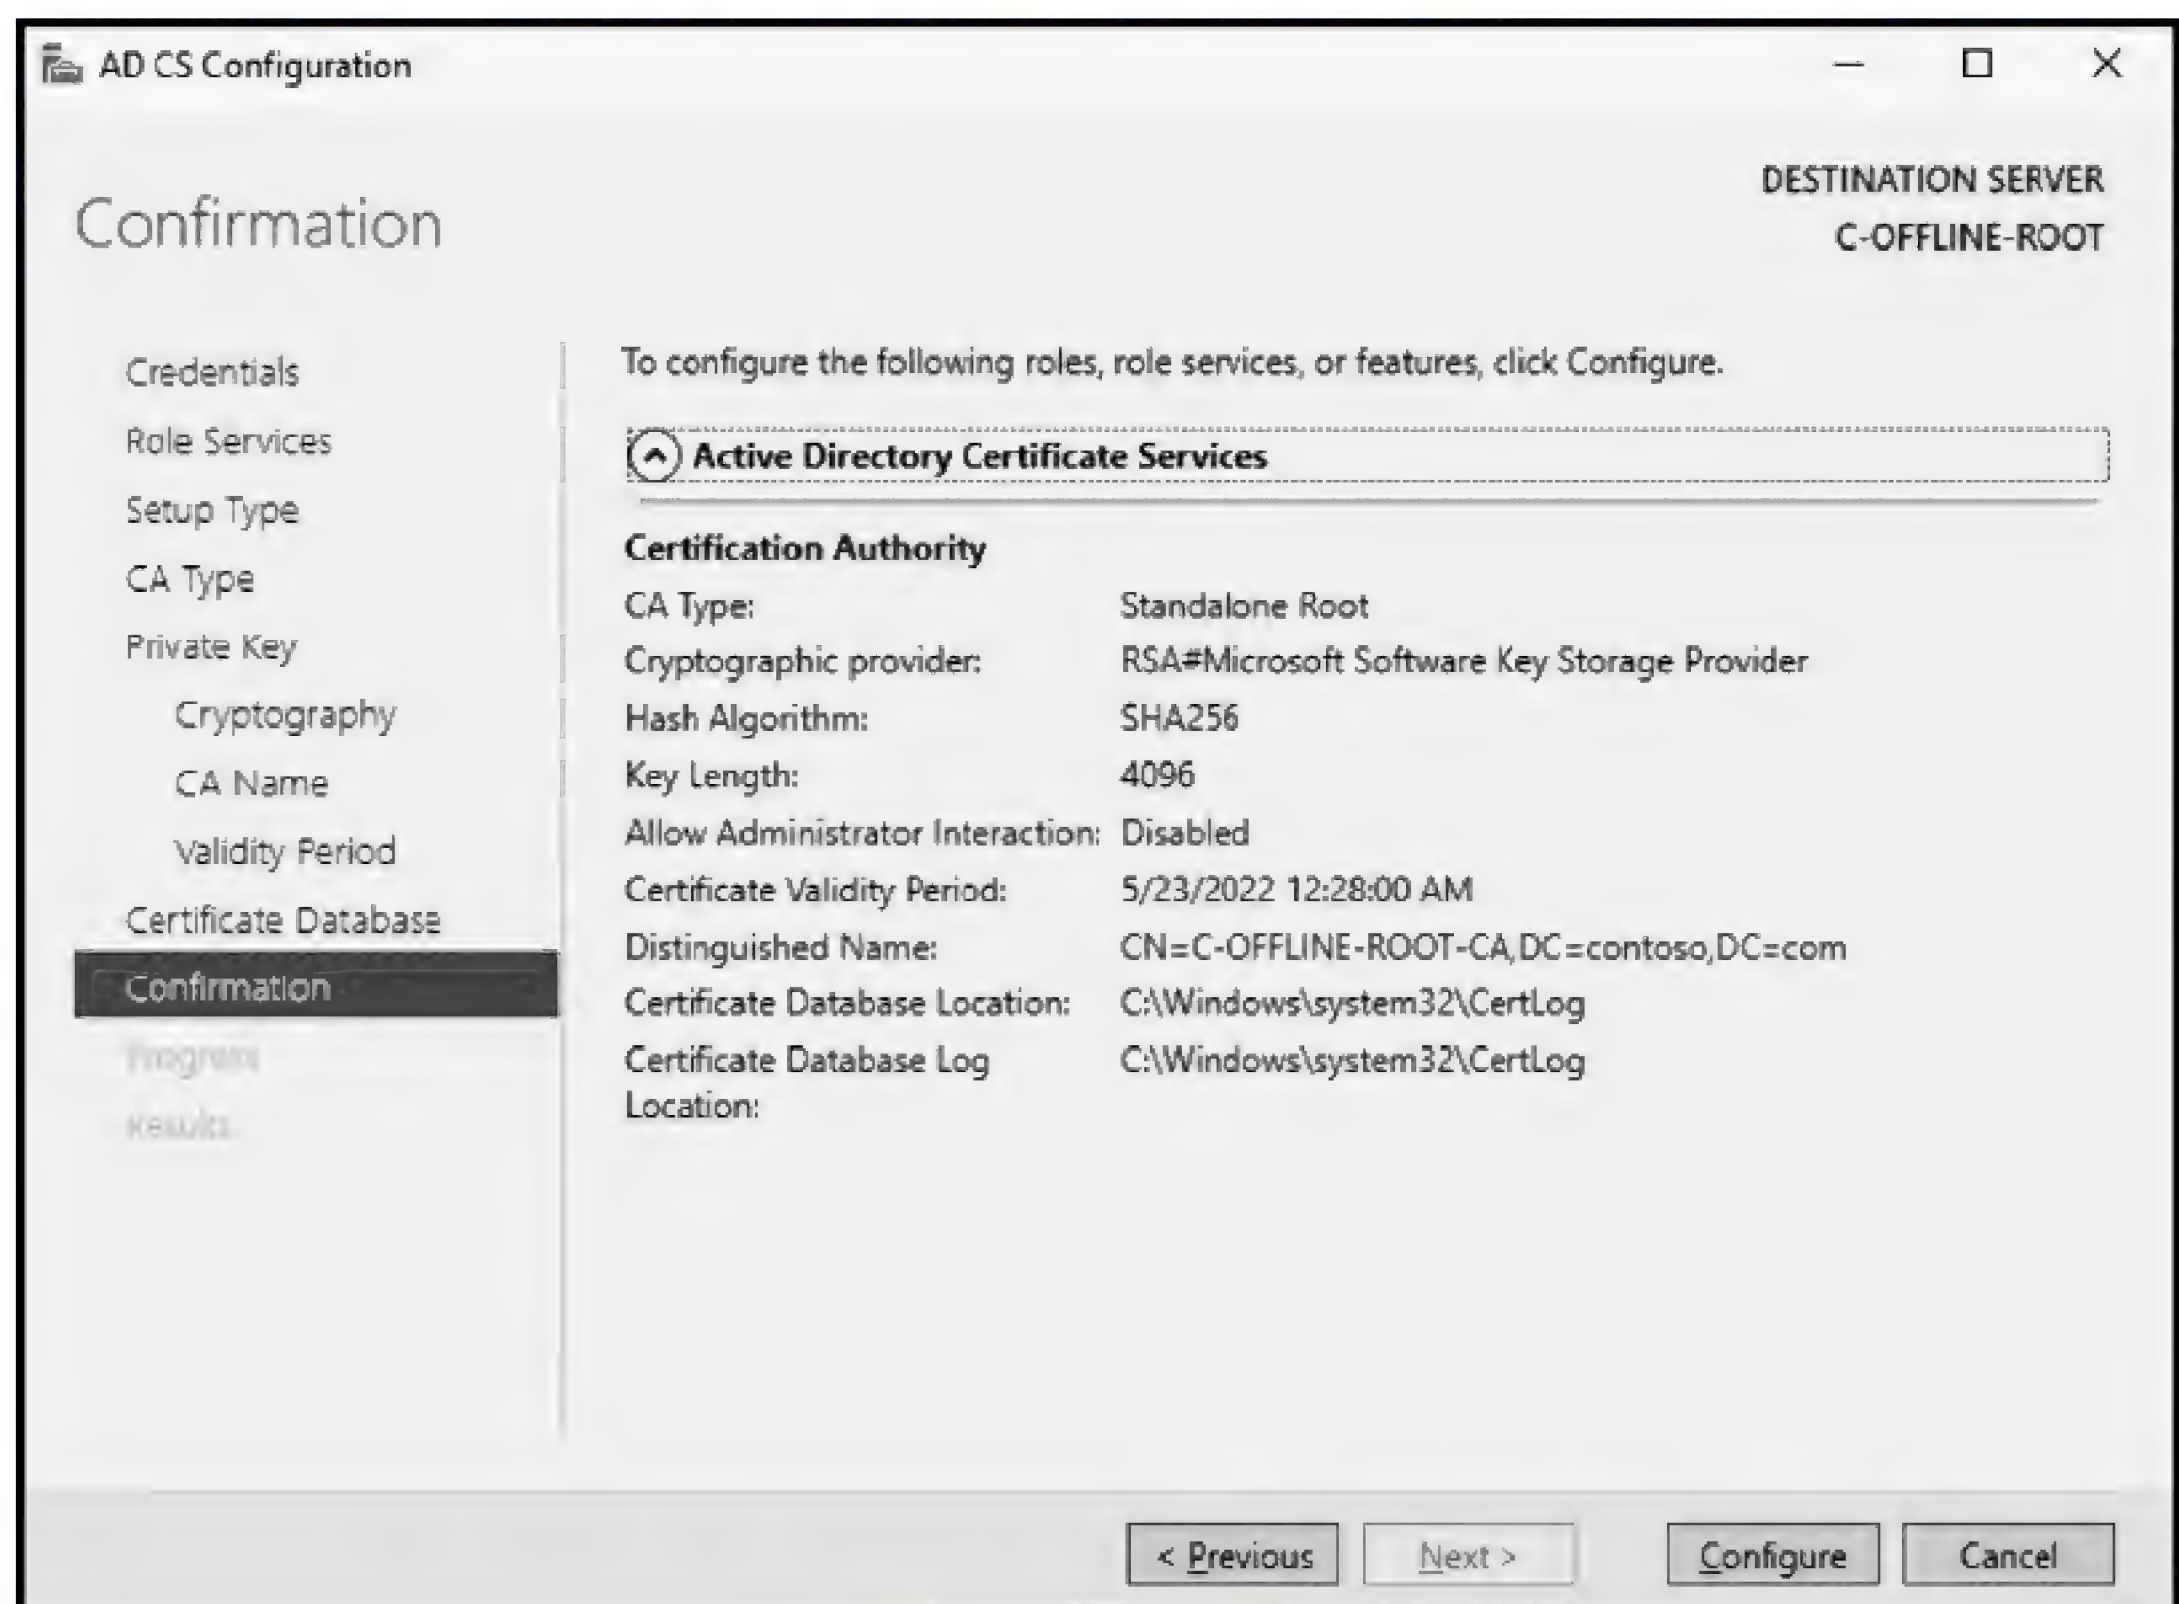 AD CS Configuration
Confirmation
DESTINATION SERVER
C-OFFLINE-ROOT
Credentials
Role Services
Setup Type
CA Type
Private Key
Cryptography
CA Name
Validity Period
Certificate Database
Confirmation
Progress
Results
To configure the following roles, role services, or features, click Configure.
Active Directory Certificate Services
Certification Authority
CA Type: Standalone Root
Cryptographic provider: RSA#Microsoft Software Key Storage Provider
Hash Algorithm: SHA256
Key Length: 4096
Allow Administrator Interaction: Disabled
Certificate Validity Period: 5/23/2022 12:28:00 AM
Distinguished Name: CN=C-OFFLINE-ROOT-CA,DC=contoso,DC=com
Certificate Database Location: C:\Windows\system32\CertLog
Certificate Database Log C:\Windows\system32\CertLog
Location:
< Previous Next > Configure Cancel